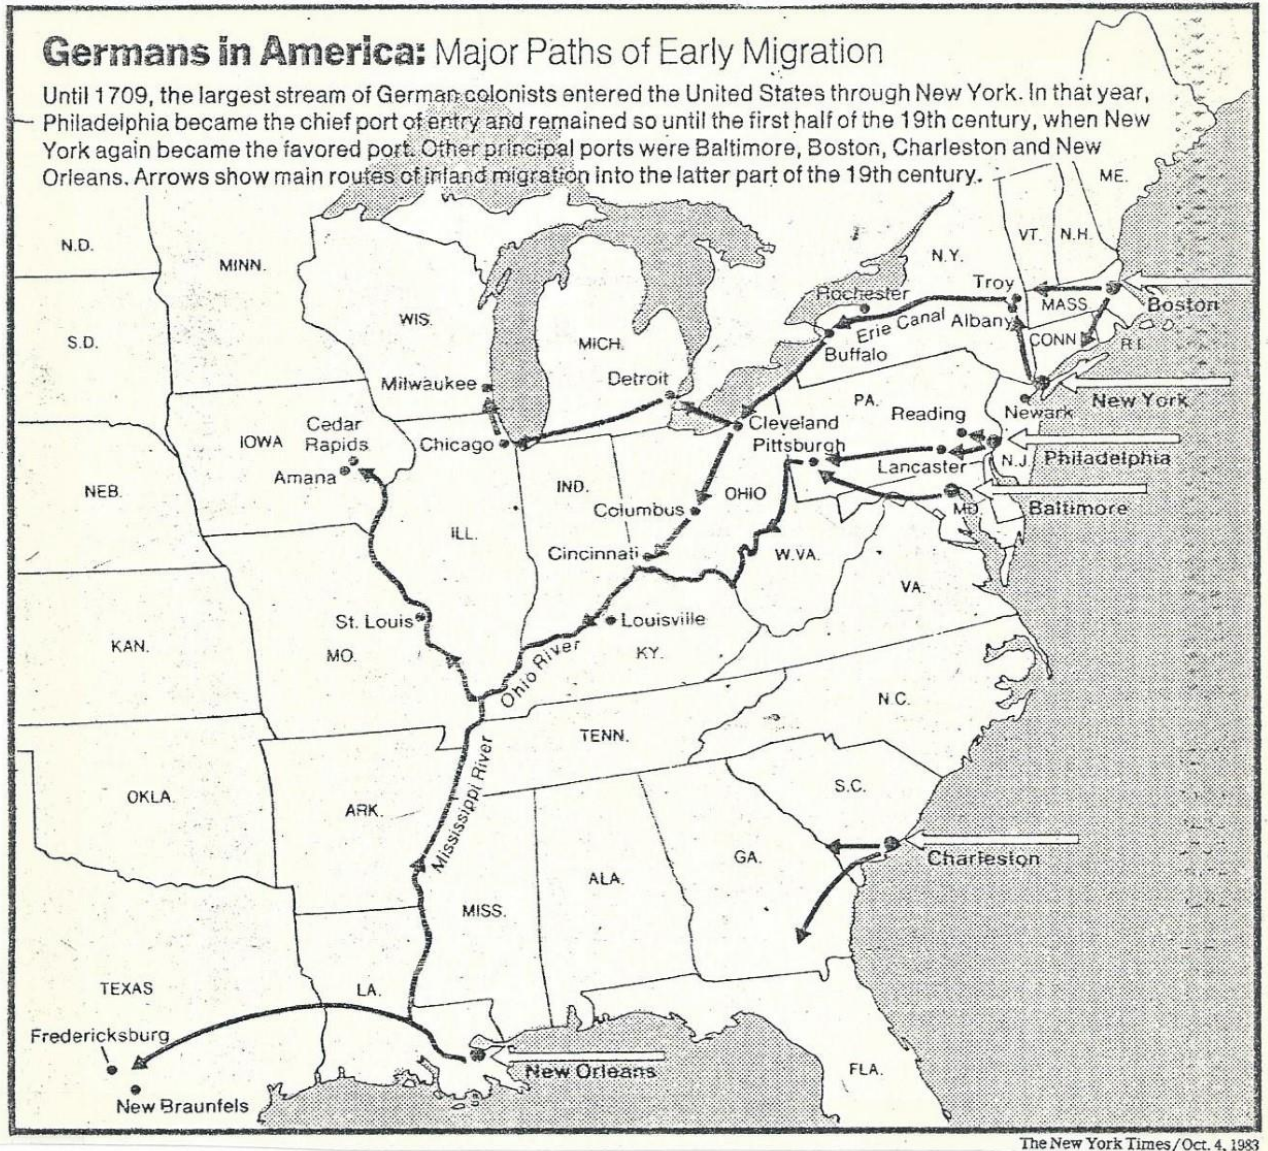 Germans in America: Major Paths of Early Migration
Until 1709, the largest stream of German colonists entered the United States through New York. In that year,
Philadelphia became the chief port of entry and remained so until the first half of the 19th century, when New
York again became the favored port. Other principal ports were Baltimore, Boston, Charleston and New
Orleans. Arrows show main routes of inland migration into the latter part of the 19th century.
ME.
N.D.
MINN.
VT.
N.H.
N.Y.
Troy
Rochester
MASS
Boston
WIS.
Erie Canal
Albany
S.D.
MICH.
CONN
R.I.
Buffalo
Milwaukee
Detroit
PA.
New York
Reading
Newark
Cedar
Rapids
IOWA
Chicago
Cleveland
Pittsburgh
Philadelphia
N.J.
Lancaster
Amana
NEB.
IND.
OHIO
Columbus
MD.
Baltimore
ILL.
Cincinnati
W.VA.
VA.
St. Louis
Louisville
KAN.
MO.
Ohio River
KY.
N.C.
TENN.
Mississippi River
OKLA.
ARK.
S.C.
GA.
Charleston
ALA.
MISS.
TEXAS
LA.
Fredericksburg
New Orleans
FLA.
New Braunfels
The New York Times/Oct. 4, 1983